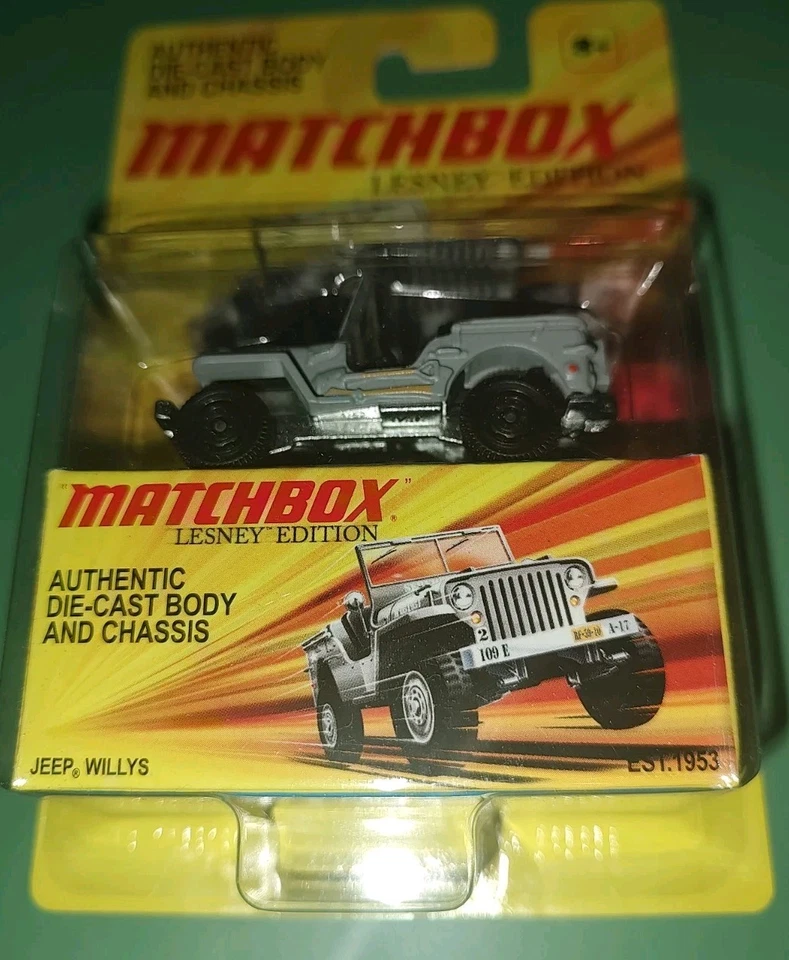 AUTHENTIC
DIE-CAST BODY
AND CHASSIS
MATCHBOX
LESNEY EDITION
"MATCHBOX"®
LESNEY™ EDITION
AUTHENTIC
DIE-CAST BODY
AND CHASSIS
2
109 E
A-17
JEEP® WILLYS
EST.1953